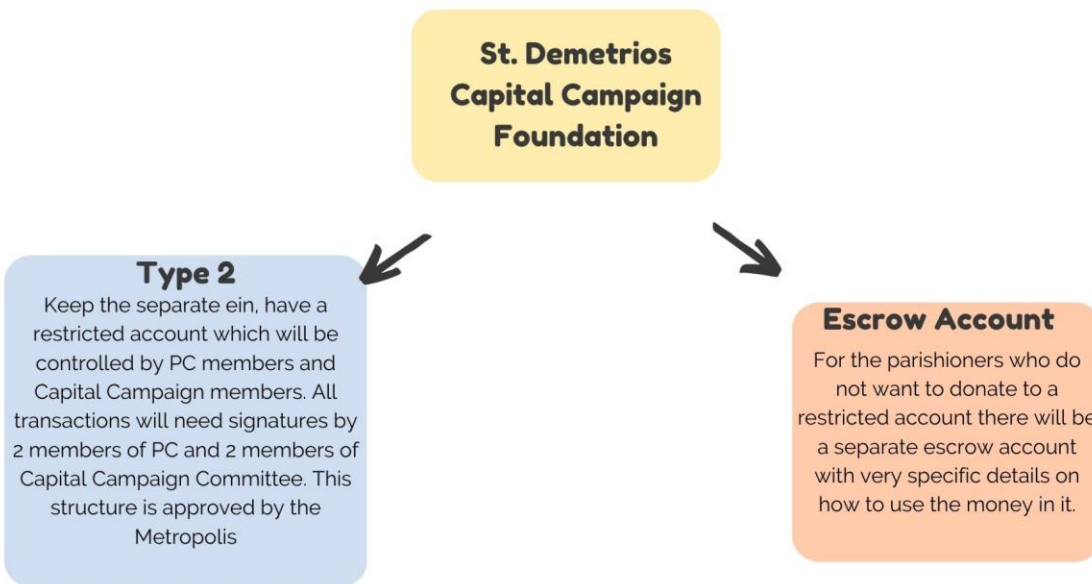 St. Demetrios
Capital Campaign
Foundation
Type 2
Keep the separate ein, have a
restricted account which will be
controlled by PC members and
Capital Campaign members. All
transactions will need signatures by
2 members of PC and 2 members of
Capital Campaign Committee. This
structure is approved by the
Metropolis
Escrow Account
For the parishioners who do
not want to donate to a
restricted account there will be
a separate escrow account
with very specific details on
how to use the money in it.